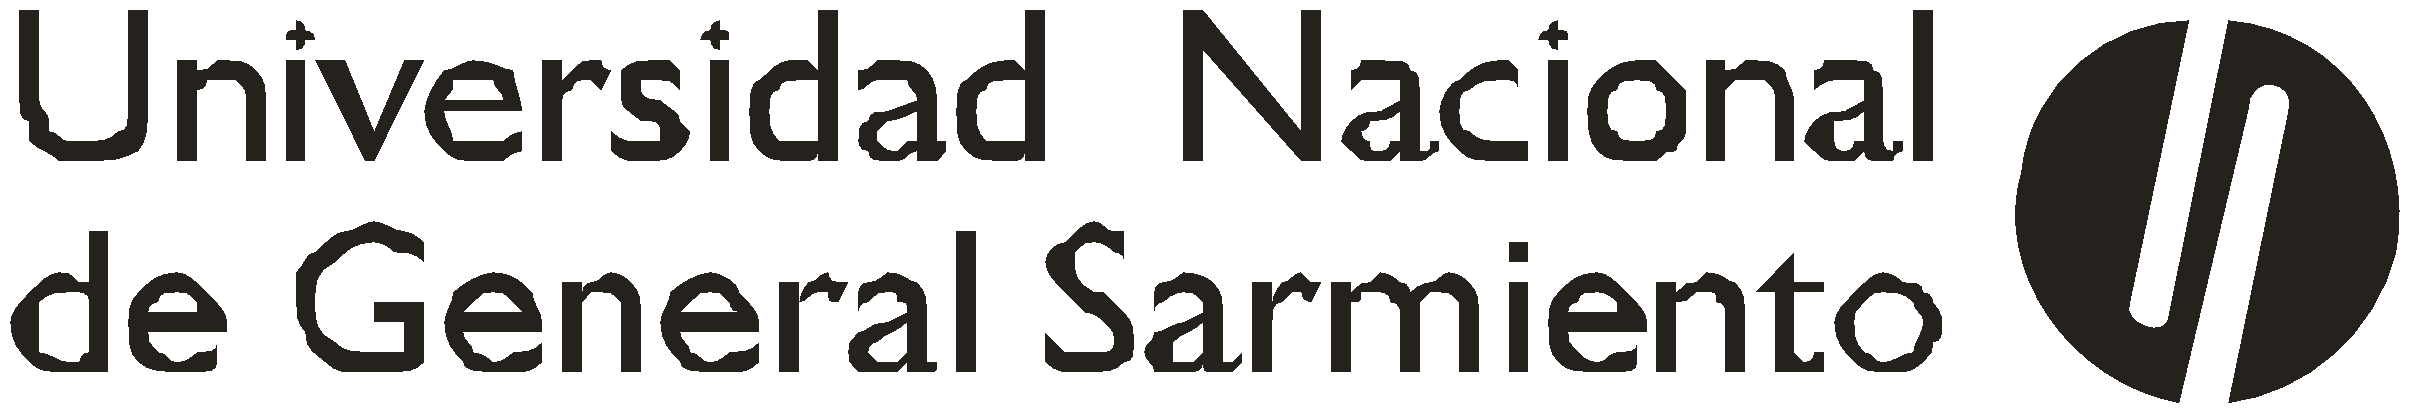 Universidad Nacional
de General Sarmiento